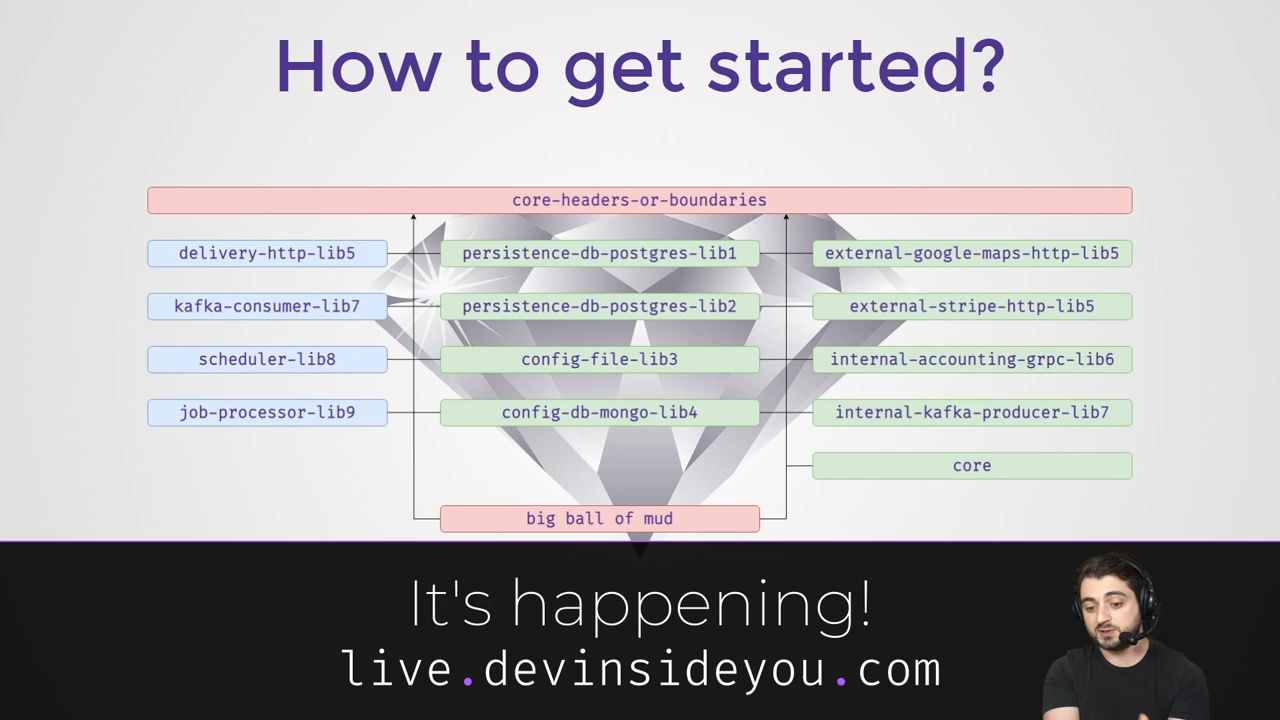 How to get started?
core-headers-or-boundaries
delivery-http-lib5
persistence-db-postgres-lib1
external-google-maps-http-lib5
kafka-consumer-lib7
persistence-db-postgres-lib2
external-stripe-http-lib5
scheduler-lib8
config-file-lib3
internal-accounting-grpc-lib6
job-processor-lib9
config-db-mongo-lib4
internal-kafka-producer-lib7
core
big ball of mud
It's happening!
live.devinsideyou.com